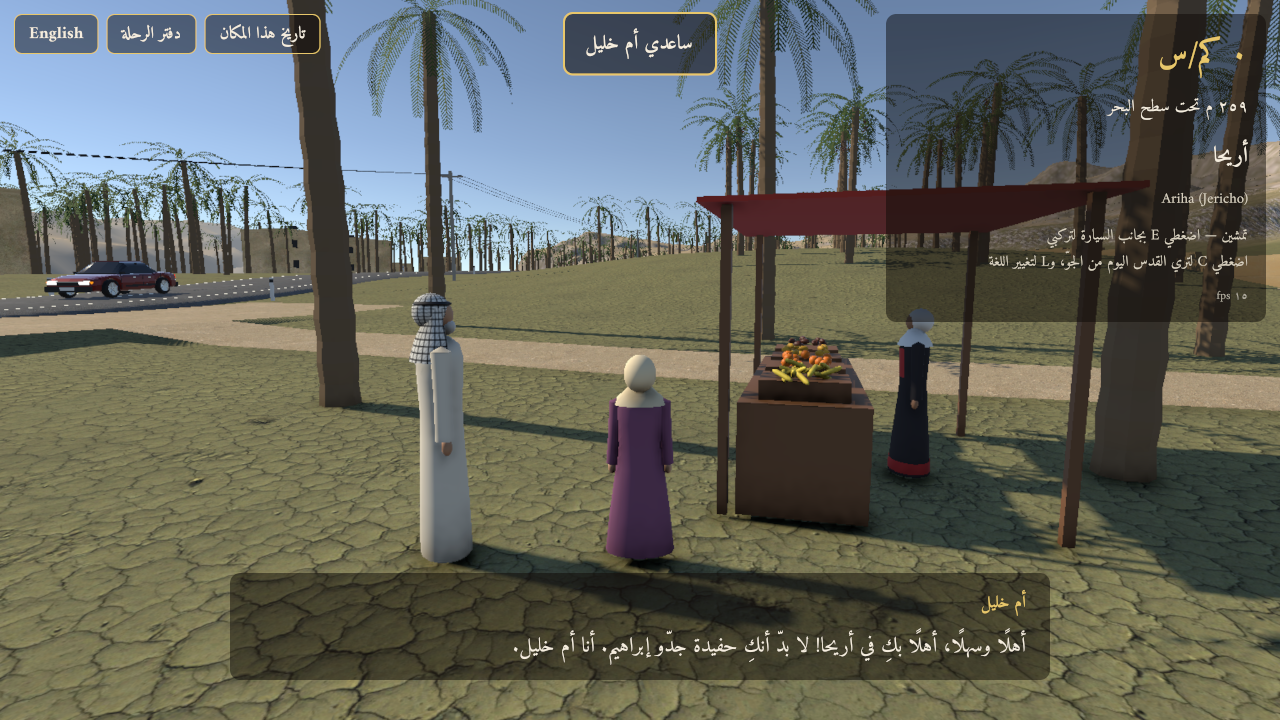 تاريخ هذا المكان
دفتر الرحلة
English
ساعدي أم خليل
٠ كم/س
٢٥٩ م تحت سطح البحر
أريحا
Ariha (Jericho)
تمشين — اضغطي E بجانب السيارة لتركبي
اضغطي C لتري القدس اليوم من الجو، وL لتغيير اللغة
١٥ fps
أم خليل
أهلًا وسهلًا، أهلًا بكِ في أريحا! لا بدّ أنكِ حفيدة جدّو إبراهيم. أنا أم خليل.